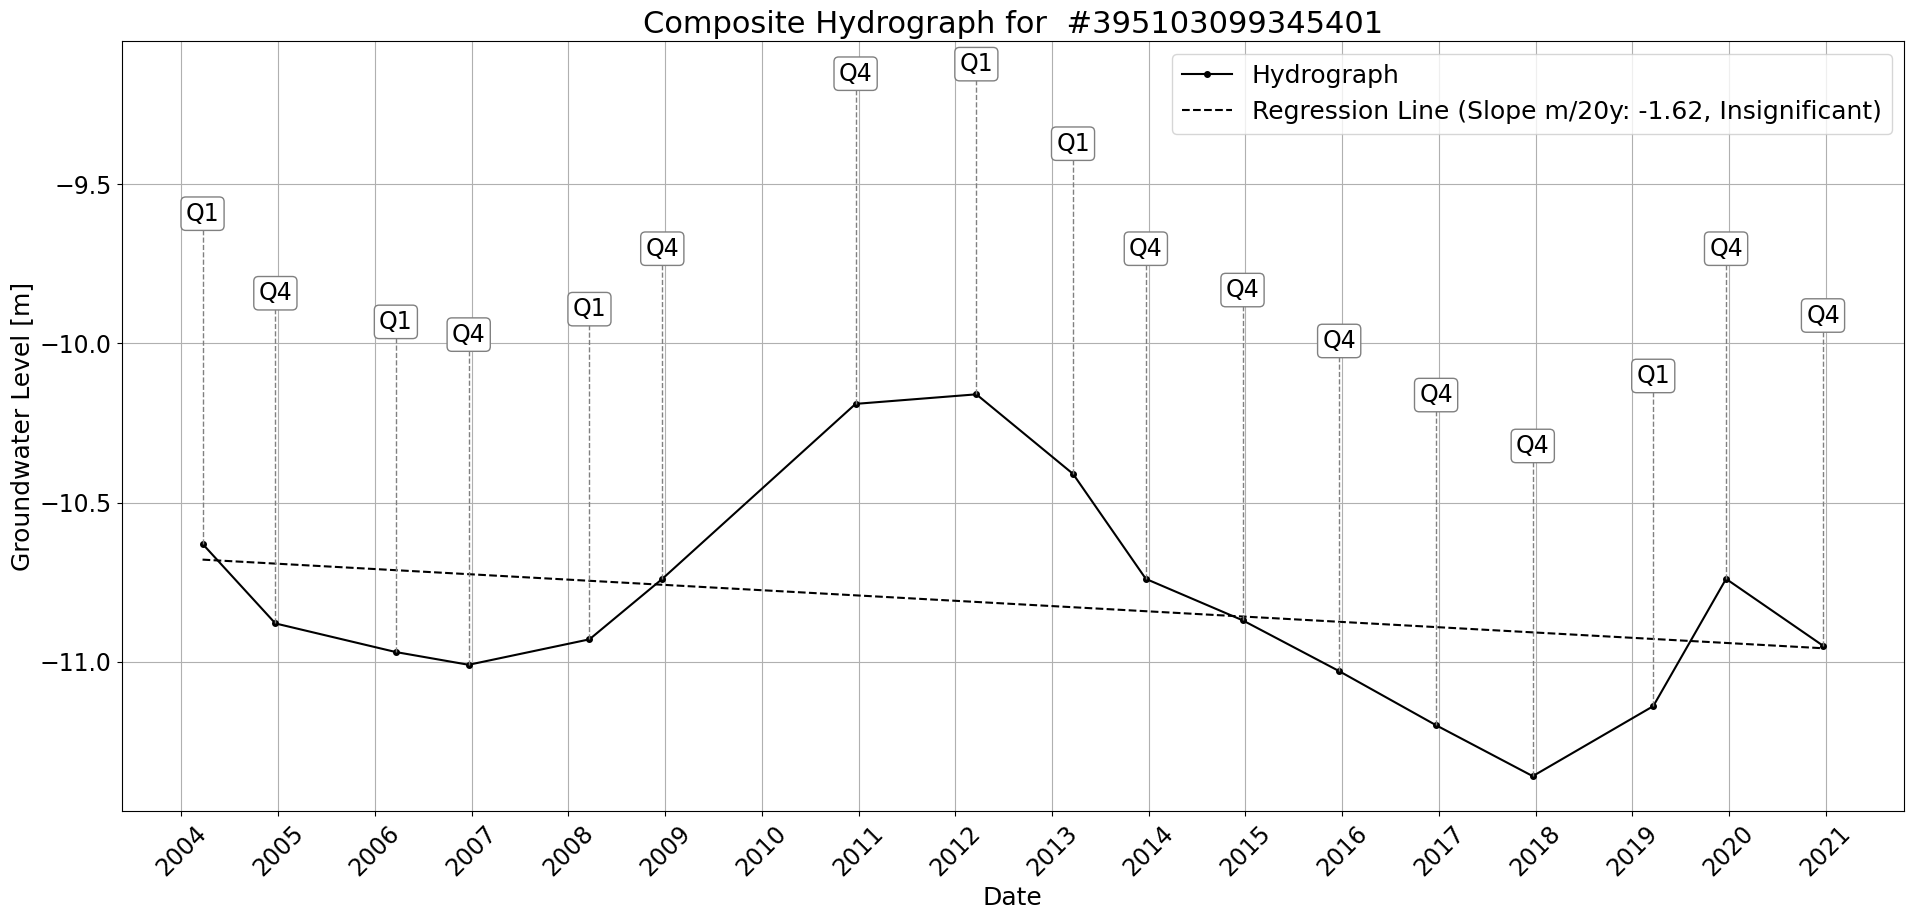 Composite Hydrograph for  #395103099345401
Hydrograph
Regression Line (Slope m/20y: -1.62, Insignificant)
Q1
Q4
Q1
Q4
Q1
Q4
Q4
Q1
Q1
Q4
Q4
Q4
Q4
Q4
Q1
Q4
Q4
Groundwater Level [m]
−9.5
−10.0
−10.5
−11.0
2004
2005
2006
2007
2008
2009
2010
2011
2012
2013
2014
2015
2016
2017
2018
2019
2020
2021
Date